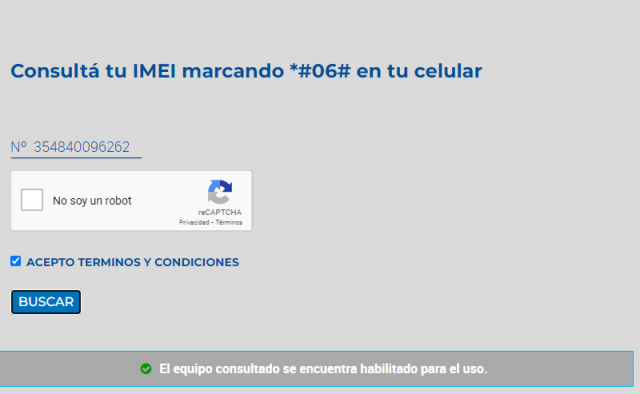 Consultá tu IMEI marcando *#06# en tu celular
Nº 354840096262
No soy un robot
reCAPTCHA
Privacidad - Términos
ACEPTO TERMINOS Y CONDICIONES
BUSCAR
El equipo consultado se encuentra habilitado para el uso.